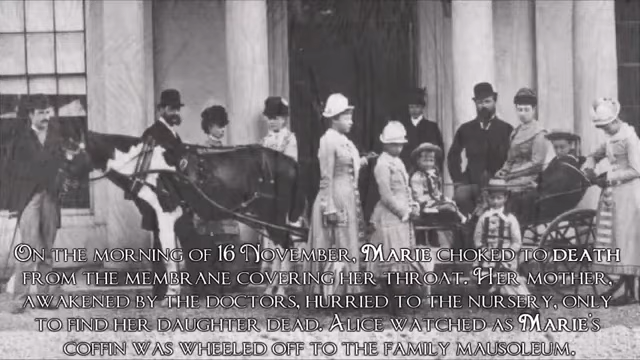 On the morning of 16 November, Marie choked to death
from the membrane covering her throat. Her mother,
awakened by the doctors, hurried to the nursery, only
to find her daughter dead. Alice watched as Marie's
coffin was wheeled off to the family mausoleum.